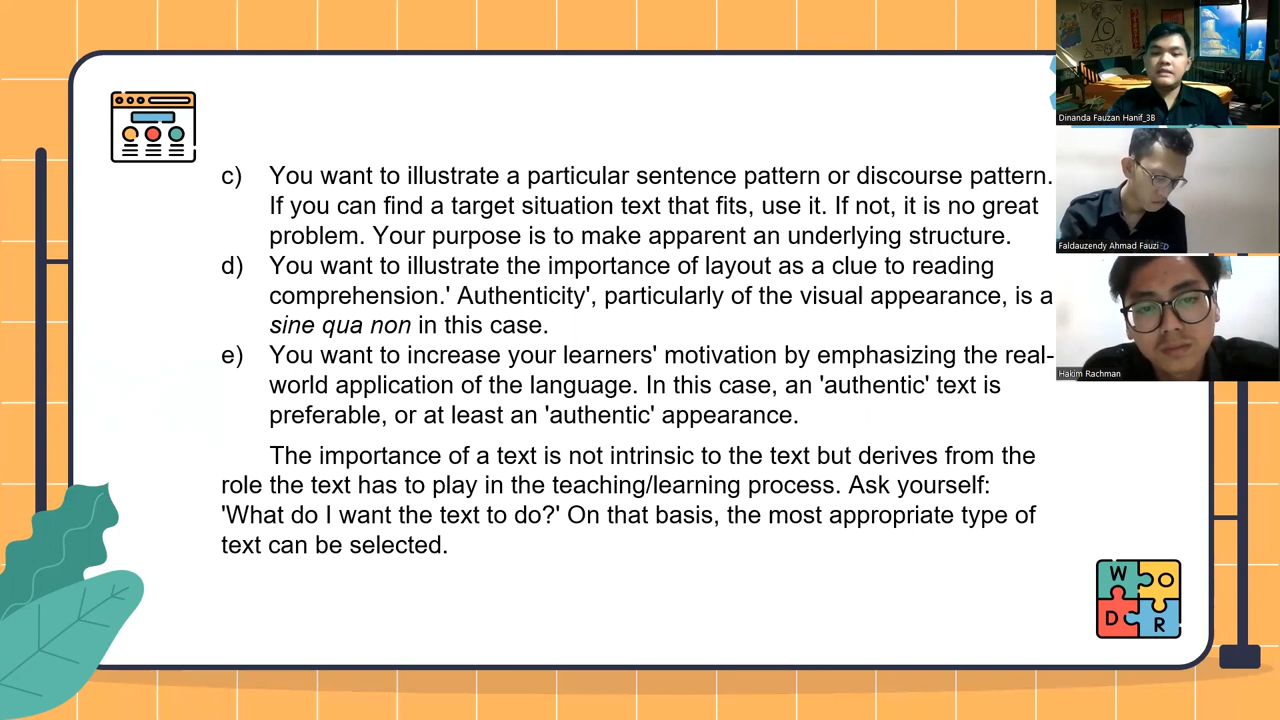 c) You want to illustrate a particular sentence pattern or discourse pattern.
If you can find a target situation text that fits, use it. If not, it is no great
problem. Your purpose is to make apparent an underlying structure.
d) You want to illustrate the importance of layout as a clue to reading
comprehension.' Authenticity', particularly of the visual appearance, is a
sine qua non in this case.
e) You want to increase your learners' motivation by emphasizing the real-
world application of the language. In this case, an 'authentic' text is
preferable, or at least an 'authentic' appearance.
The importance of a text is not intrinsic to the text but derives from the
role the text has to play in the teaching/learning process. Ask yourself:
'What do I want the text to do?' On that basis, the most appropriate type of
text can be selected.
W O
D R
Dinanda Fauzan Hanif_3B
Faldauzendy Ahmad Fauzi
Hakim Rachman